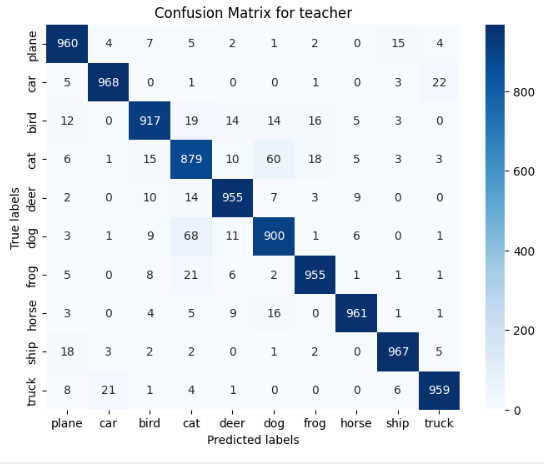 Confusion Matrix for teacher
True labels
plane 960 4 7 5 2 1 2 0 15 4
car 5 968 0 1 0 0 1 0 3 22
bird 12 0 917 19 14 14 16 5 3 0
cat 6 1 15 879 10 60 18 5 3 3
deer 2 0 10 14 955 7 3 9 0 0
dog 3 1 9 68 11 900 1 6 0 1
frog 5 0 8 21 6 2 955 1 1 1
horse 3 0 4 5 9 16 0 961 1 1
ship 18 3 2 2 0 1 2 0 967 5
truck 8 21 1 4 1 0 0 0 6 959
plane car bird cat deer dog frog horse ship truck
Predicted labels
800
600
400
200
0